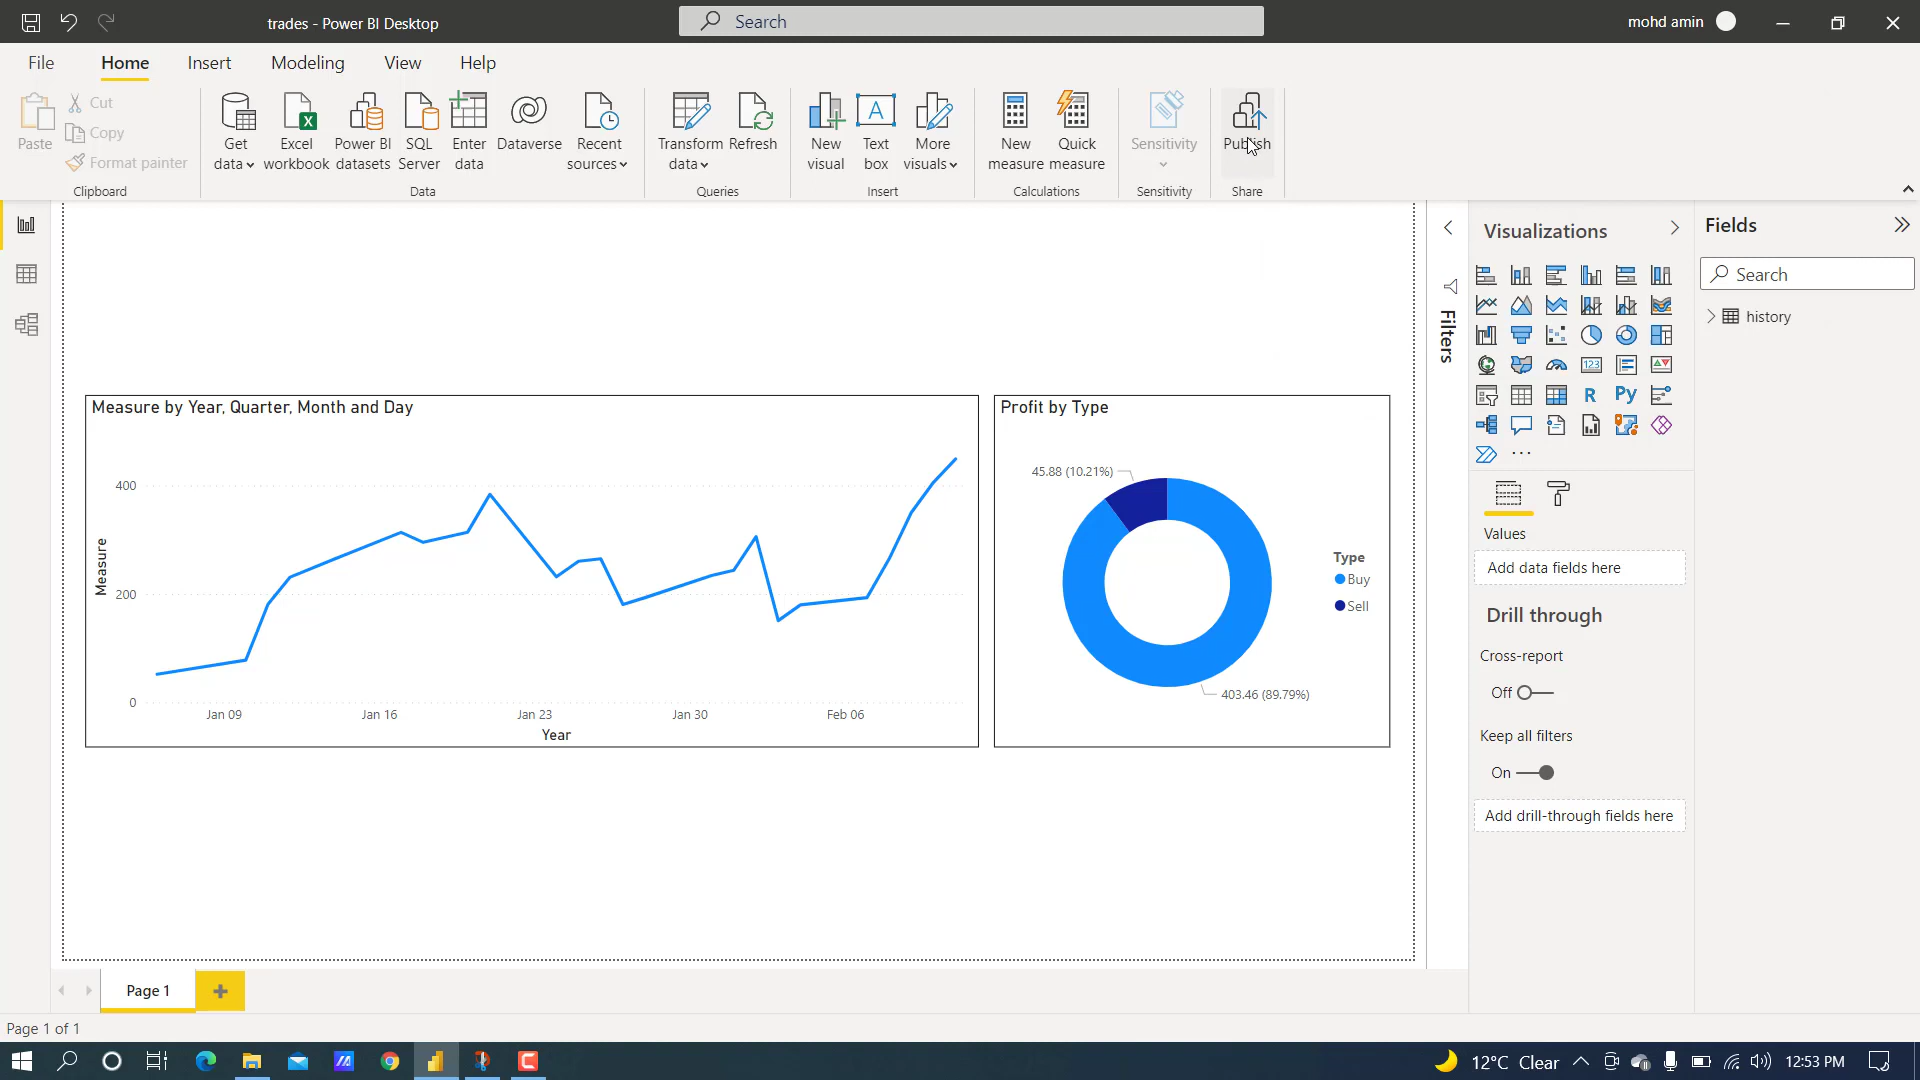 trades - Power BI Desktop
Search
mohd amin
File
Home
Insert
Modeling
View
Help
Paste
Cut
Copy
Format painter
Clipboard
Get
data
Excel
workbook
Power BI
datasets
SQL
Server
Enter
data
Dataverse
Recent
sources
Data
Transform
data
Refresh
Queries
New
visual
A
Text
box
More
visuals
Insert
New
measure
Quick
measure
Calculations
Sensitivity
Sensitivity
Publish
Share
Measure by Year, Quarter, Month and Day
400
200
0
Measure
Jan 09
Jan 16
Jan 23
Jan 30
Feb 06
Year
Profit by Type
45.88 (10.21%)
403.46 (89.79%)
Type
Buy
Sell
Filters
Visualizations
123
R
Py
...
Values
Add data fields here
Drill through
Cross-report
Off
Keep all filters
On
Add drill-through fields here
Fields
Search
history
Page 1
Page 1 of 1
12°C Clear
12:53 PM